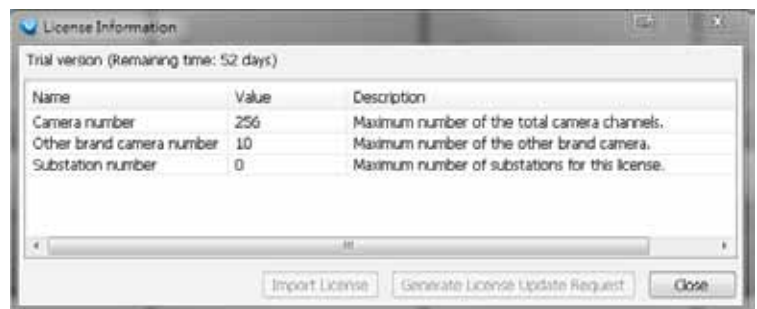 License Information
Trial version (Remaining time: 52 days)
Name Value Description
Camera number 256 Maximum number of the total camera channels.
Other brand camera number 10 Maximum number of the other brand camera.
Substation number 0 Maximum number of substations for this license.
Import License Generate License Update Request Close